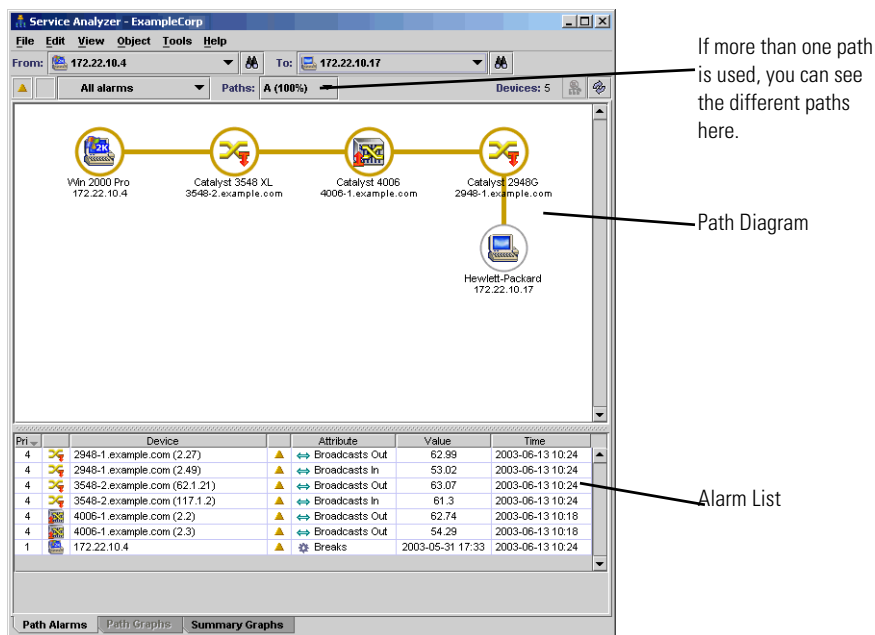 Service Analyzer - ExampleCorp
File Edit View Object Tools Help
From: 172.22.10.4 To: 172.22.10.17
All alarms Paths: A (100%) Devices: 5
If more than one path
is used, you can see
the different paths
here.
2K
Win 2000 Pro
172.22.10.4
Catalyst 3548 XL
3548-2.example.com
Catalyst 4006
4006-1.example.com
Catalyst 2948G
2948-1.example.com
Path Diagram
Hewlett-Packard
172.22.10.17
Pri Device Attribute Value Time
4 2948-1.example.com (2.27) Broadcasts Out 62.99 2003-06-13 10:24
4 2948-1.example.com (2.49) Broadcasts In 53.02 2003-06-13 10:24
4 3548-2.example.com (62.1.21) Broadcasts Out 63.07 2003-06-13 10:24
4 3548-2.example.com (117.1.2) Broadcasts In 61.3 2003-06-13 10:24
4 4006-1.example.com (2.2) Broadcasts Out 62.74 2003-06-13 10:18
4 4006-1.example.com (2.3) Broadcasts Out 54.29 2003-06-13 10:18
1 172.22.10.4 Breaks 2003-05-31 17:33 2003-06-13 10:24
Alarm List
Path Alarms Path Graphs Summary Graphs